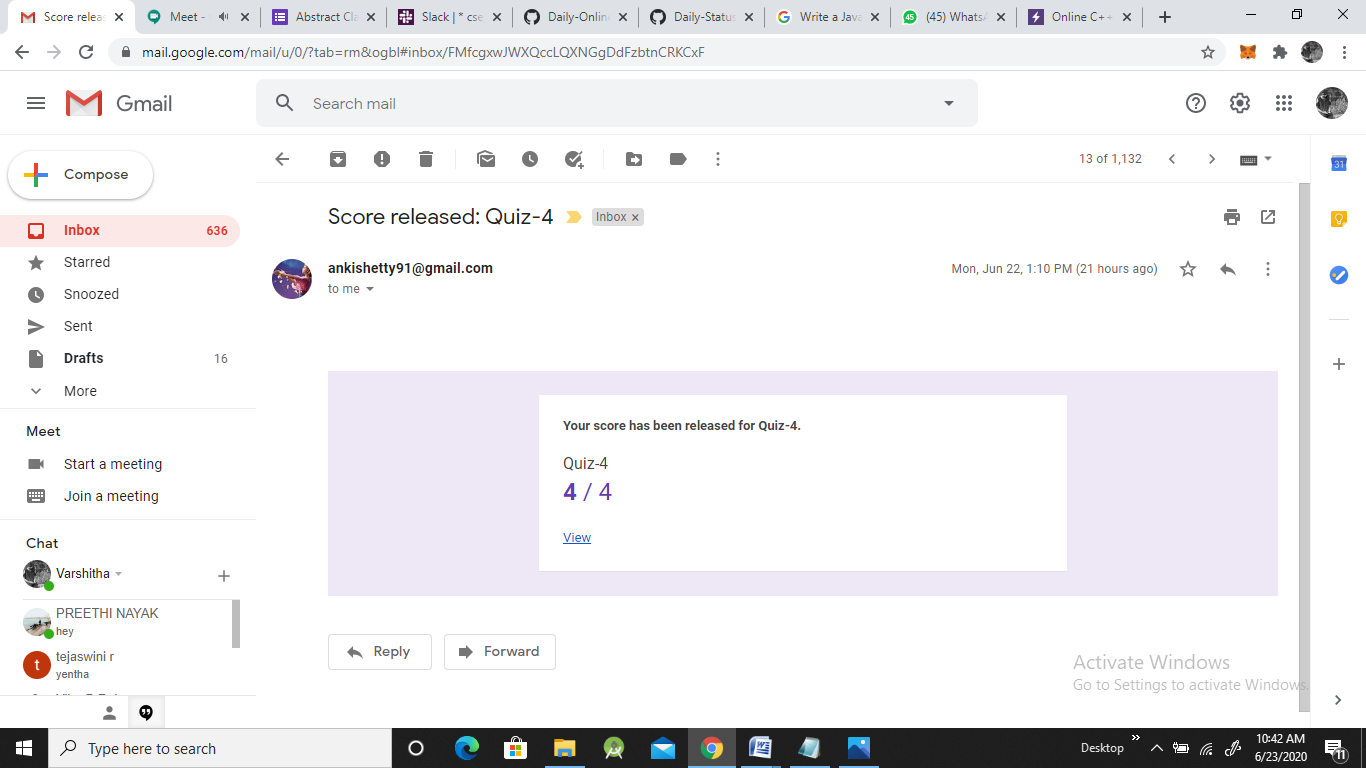 Score releas
Meet -
Abstract Cla
Slack | * cse
Daily-Online
Daily-Status
Write a Java
(45) WhatsA
Online C++
mail.google.com/mail/u/0/?tab=rm&ogbl#inbox/FMfcgxwJWXQccLQXNGgDdFzbtnCRKCxF
Gmail
Search mail
Compose
13 of 1,132
31
Score released: Quiz-4
Inbox x
Inbox 636
Starred
Snoozed
Sent
Drafts 16
More
ankishetty91@gmail.com
Mon, Jun 22, 1:10 PM (21 hours ago)
to me
Your score has been released for Quiz-4.
Quiz-4
4 / 4
View
Meet
Start a meeting
Join a meeting
Chat
Varshitha
PREETHI NAYAK
hey
t
tejaswini r
yentha
Reply
Forward
Activate Windows
Go to Settings to activate Windows.
Type here to search
Desktop
10:42 AM
6/23/2020
11